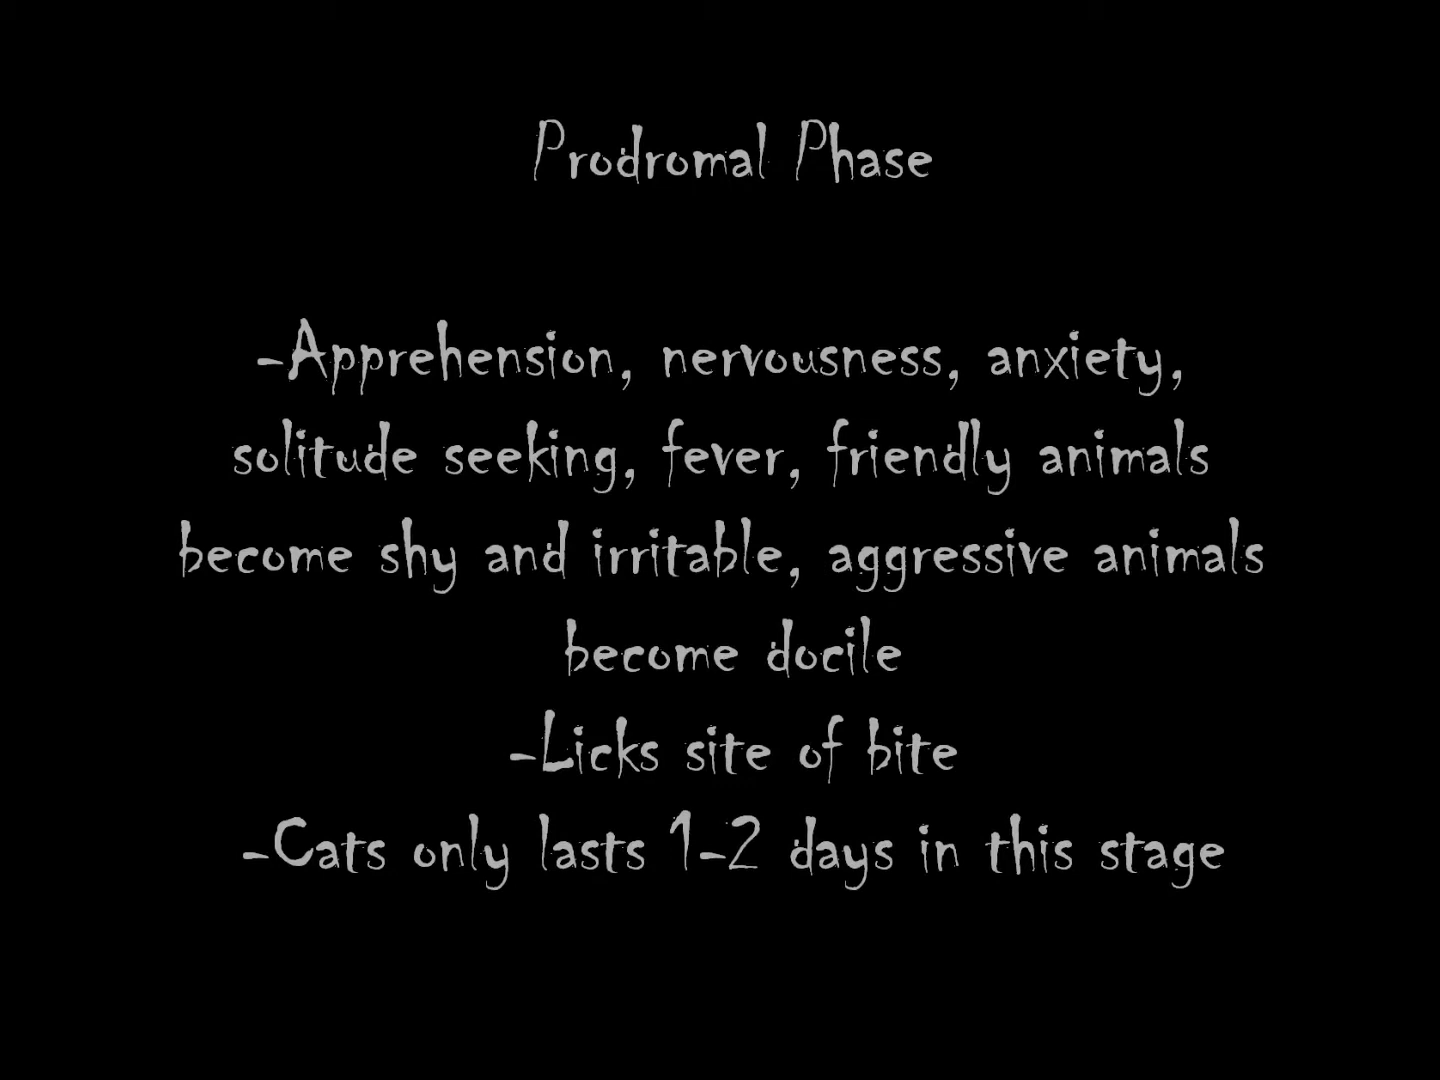 Prodromal Phase
-Apprehension, nervousness, anxiety,
solitude seeking, fever, friendly animals
become shy and irritable, aggressive animals
become docile
-Licks site of bite
-Cats only lasts 1-2 days in this stage